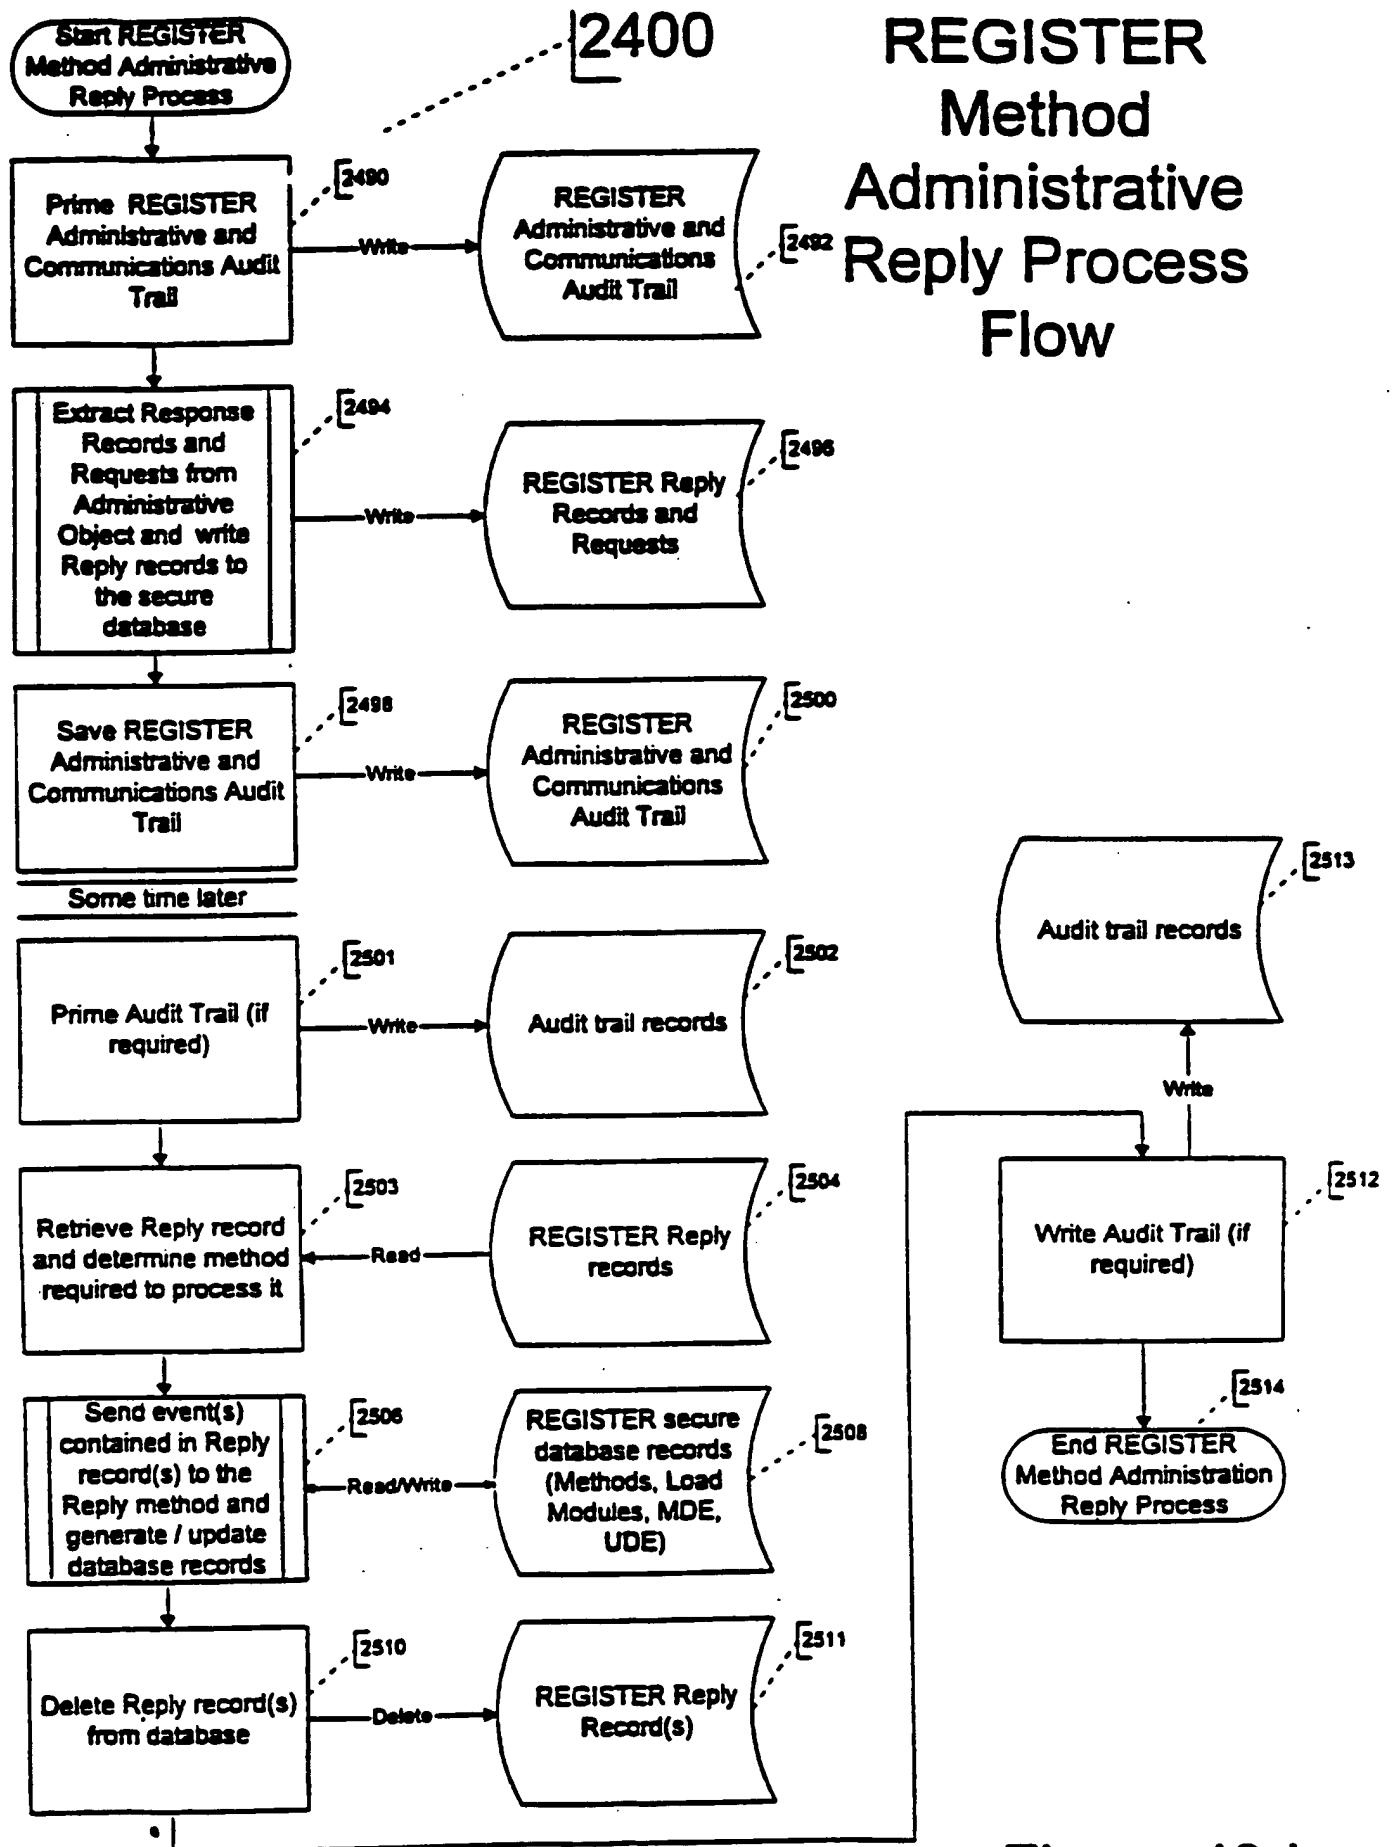 Start REGISTER
Method Administrative
Reply Process
2400
REGISTER
Method
Administrative
Reply Process
Flow
Prime REGISTER
Administrative and
Communications Audit
Trail
2490
Write
REGISTER
Administrative and
Communications
Audit Trail
2492
Extract Response
Records and
Requests from
Administrative
Object and write
Reply records to
the secure
database
2494
Write
REGISTER Reply
Records and
Requests
2496
Save REGISTER
Administrative and
Communications Audit
Trail
2498
Write
REGISTER
Administrative and
Communications
Audit Trail
2500
Some time later
Prime Audit Trail (if
required)
2501
Write
Audit trail records
2502
Retrieve Reply record
and determine method
required to process it
2503
Read
REGISTER Reply
records
2504
Send event(s)
contained in Reply
record(s) to the
Reply method and
generate / update
database records
2506
Read/Write
REGISTER secure
database records
(Methods, Load
Modules, MDE,
UDE)
2508
Delete Reply record(s)
from database
2510
Delete
REGISTER Reply
Record(s)
2511
Audit trail records
2513
Write
Write Audit Trail (if
required)
2512
2514
End REGISTER
Method Administration
Reply Process